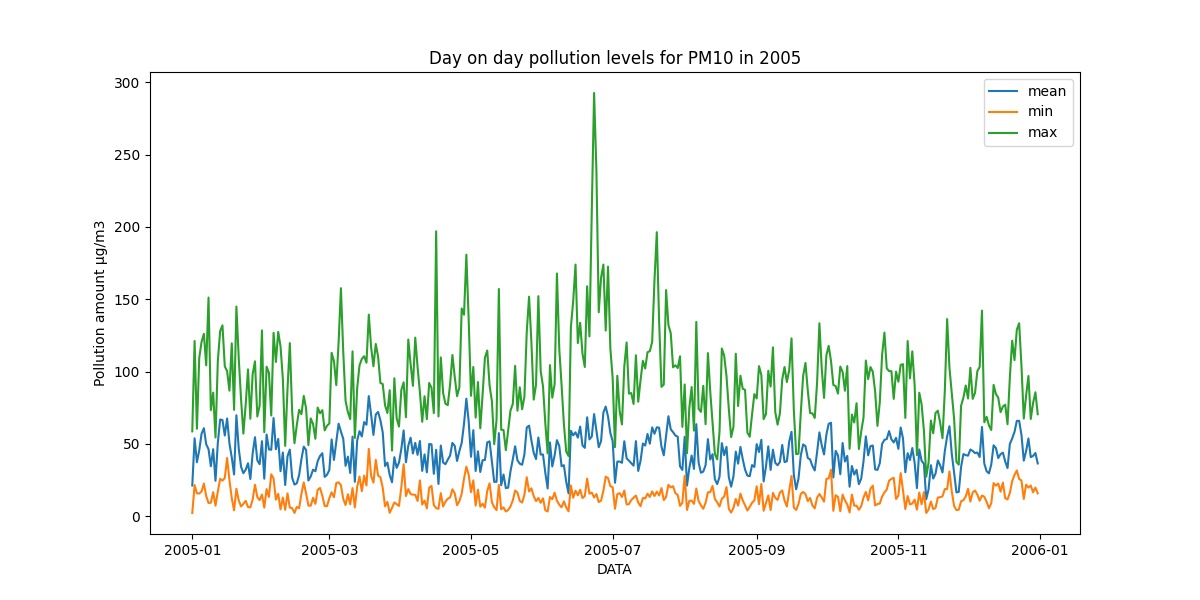 Day on day pollution levels for PM10 in 2005
300
250
200
150
100
50
0
Pollution amount µg/m3
mean
min
max
2005-01
2005-03
2005-05
2005-07
2005-09
2005-11
2006-01
DATA